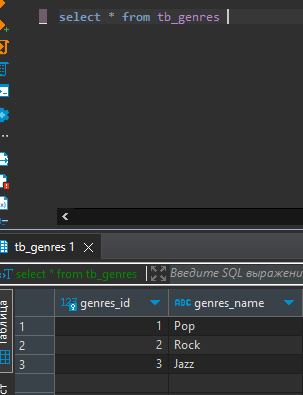 select * from tb_genres
tb_genres 1
select * from tb_genres Введите SQL выражени
Таблица
123 genres_id ABC genres_name
1 1 Pop
2 2 Rock
3 3 Jazz
ст